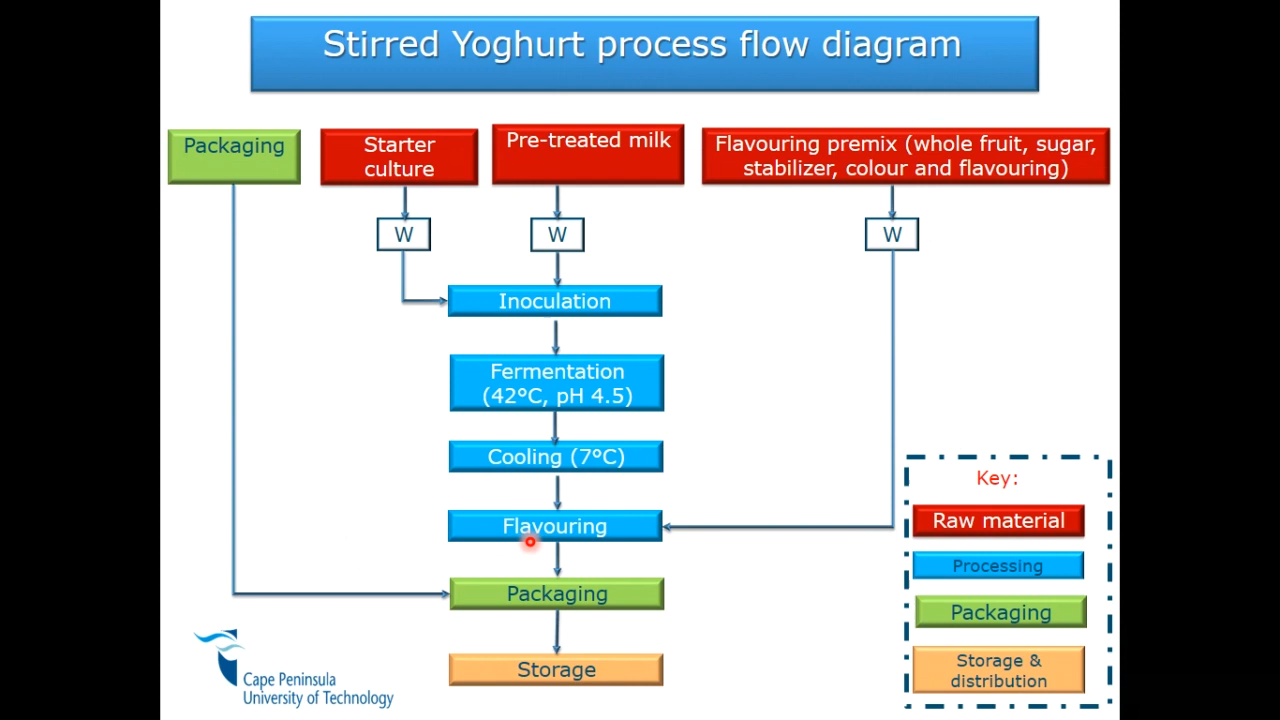 Stirred Yoghurt process flow diagram
Packaging
Starter
culture
Pre-treated milk
Flavouring premix (whole fruit, sugar,
stabilizer, colour and flavouring)
W
W
W
Inoculation
Fermentation
(42°C, pH 4.5)
Cooling (7°C)
Flavouring
Packaging
Storage
Key:
Raw material
Processing
Packaging
Storage &
distribution
Cape Peninsula
University of Technology